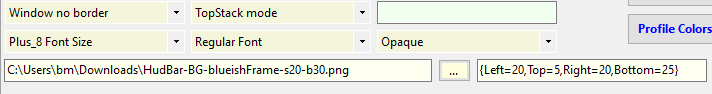 Window no border TopStack mode
Profile Colors
Plus_8 Font Size Regular Font Opaque
C:\Users\bm\Downloads\HudBar-BG-blueishFrame-s20-b30.png ... {Left=20,Top=5,Right=20,Bottom=25}